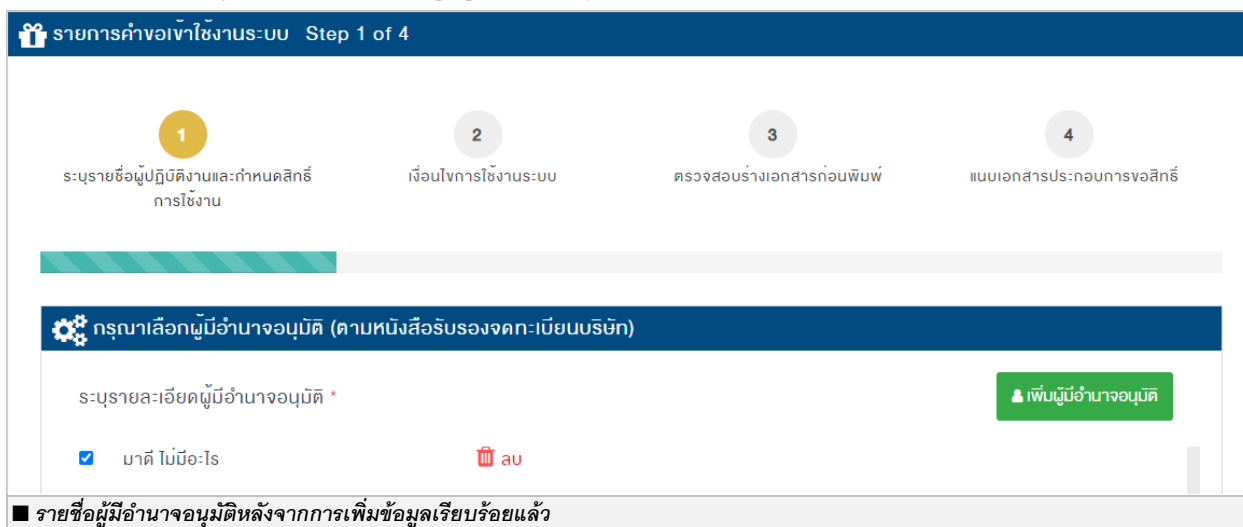 รายการคำขอเข้าใช้งานระบบ Step 1 of 4
1
2
3
4
ระบุรายชื่อผู้ปฏิบัติงานและกำหนดสิทธิ์
การใช้งาน
เงื่อนไขการใช้งานระบบ
ตรวจสอบร่างเอกสารก่อนพิมพ์
แนบเอกสารประกอบการขอสิทธิ์
กรุณาเลือกผู้มีอำนาจอนุมัติ (ตามหนังสือรับรองจดทะเบียนบริษัท)
ระบุรายละเอียดผู้มีอำนาจอนุมัติ *
เพิ่มผู้มีอำนาจอนุมัติ
มาดี ไม่มีอะไร
ลบ
■ รายชื่อผู้มีอำนาจอนุมัติหลังจากการเพิ่มข้อมูลเรียบร้อยแล้ว